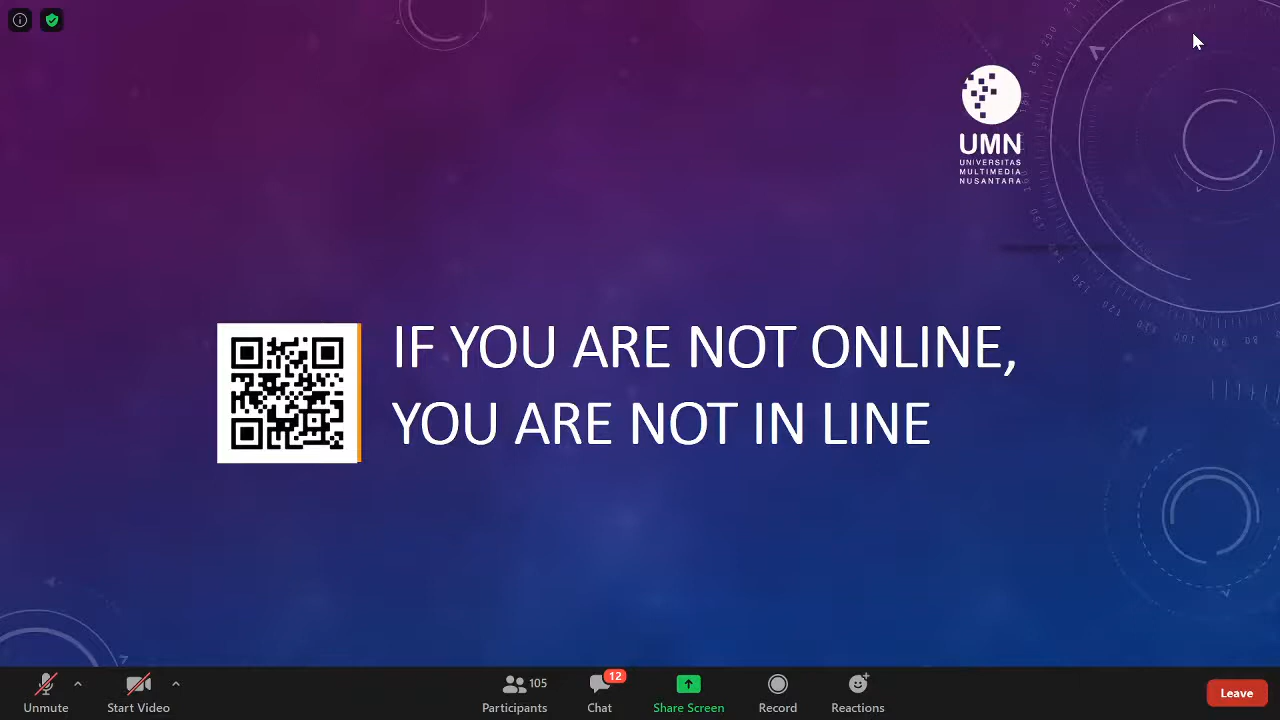 UMN
UNIVERSITAS
MULTIMEDIA
NUSANTARA
IF YOU ARE NOT ONLINE,
YOU ARE NOT IN LINE
Unmute
Start Video
105
Participants
12
Chat
Share Screen
Record
Reactions
Leave